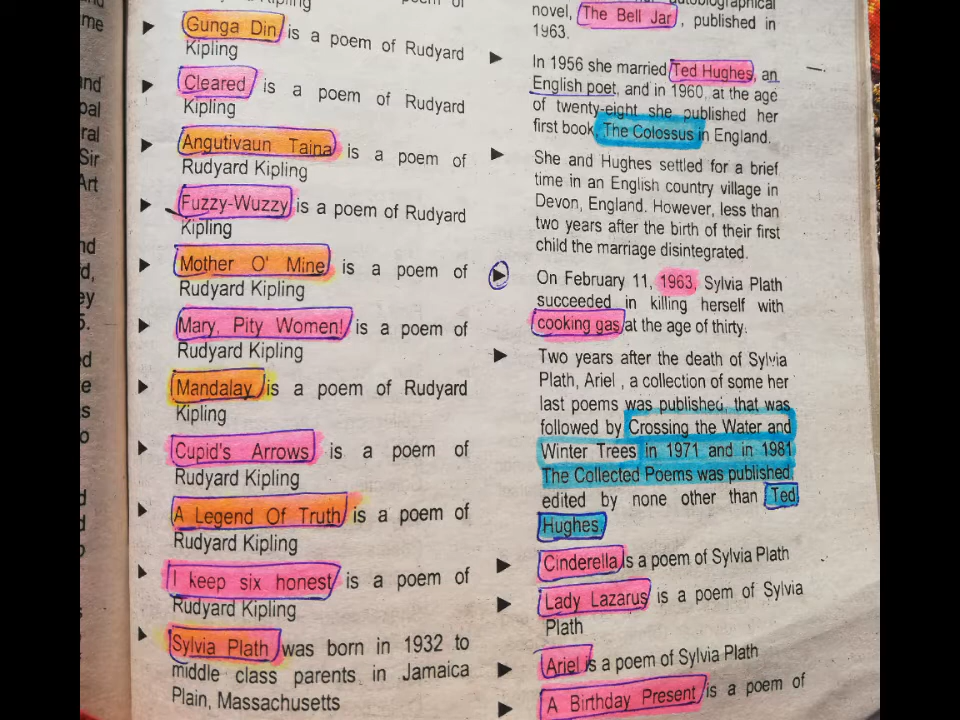 Gunga Din is a poem of Rudyard
Kipling
Cleared is a poem of Rudyard
Kipling
Angutivaun Taina is a poem of
Rudyard Kipling
Fuzzy-Wuzzy is a poem of Rudyard
Kipling
Mother O' Mine is a poem of
Rudyard Kipling
Mary, Pity Women! is a poem of
Rudyard Kipling
Mandalay is a poem of Rudyard
Kipling
Cupid's Arrows is a poem of
Rudyard Kipling
A Legend Of Truth is a poem of
Rudyard Kipling
I keep six honest is a poem of
Rudyard Kipling
Sylvia Plath was born in 1932 to
middle class parents in Jamaica
Plain, Massachusetts
novel, The Bell Jar, published in
1963.
In 1956 she married Ted Hughes, an
English poet, and in 1960, at the age
of twenty-eight she published her
first book The Colossus in England.
She and Hughes settled for a brief
time in an English country village in
Devon, England. However, less than
two years after the birth of their first
child the marriage disintegrated.
On February 11, 1963, Sylvia Plath
succeeded in killing herself with
cooking gas at the age of thirty.
Two years after the death of Sylvia
Plath, Ariel , a collection of some her
last poems was published, that was
followed by Crossing the Water and
Winter Trees in 1971 and in 1981
The Collected Poems was published
edited by none other than Ted
Hughes.
Cinderella is a poem of Sylvia Plath
Lady Lazarus is a poem of Sylvia
Plath
Ariel is a poem of Sylvia Plath
A Birthday Present is a poem of